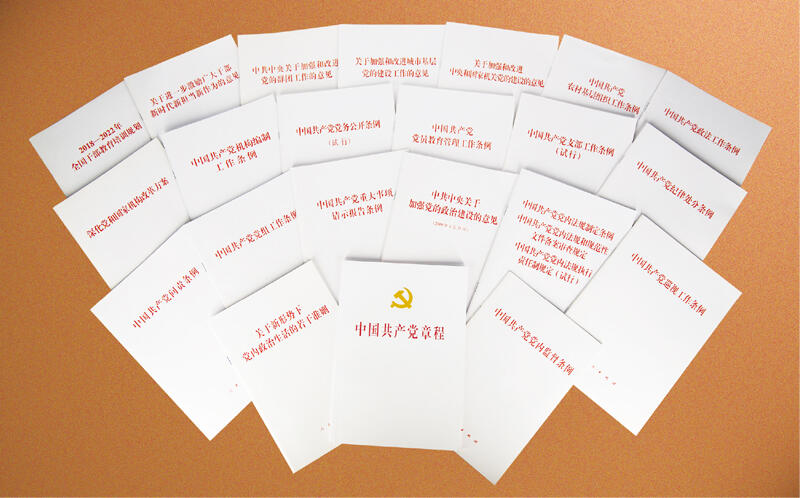 2018—2022年
全国干部教育培训规划
关于进一步激励广大干部
新时代新担当新作为的意见
中共中央关于加强和改进
党的群团工作的意见
关于加强和改进城市基层
党的建设工作的意见
关于加强和改进
中央和国家机关党的建设的意见
中国共产党
农村基层组织工作条例
中国共产党政法工作条例
深化党和国家机构改革方案
中国共产党机构编制
工作条例
中国共产党党务公开条例
(试行)
中国共产党
党员教育管理工作条例
中国共产党支部工作条例
(试行)
中国共产党纪律处分条例
中国共产党问责条例
中国共产党党组工作条例
中国共产党重大事项
请示报告条例
中共中央关于
加强党的政治建设的意见
中国共产党党内法规制定条例
中国共产党党内法规和规范性
文件备案审查规定
中国共产党党内法规执行
责任制规定(试行)
中国共产党巡视工作条例
关于新形势下
党内政治生活的若干准则
中国共产党章程
中国共产党党内监督条例